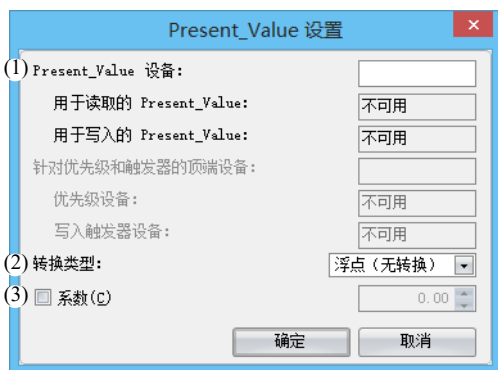 Present_Value 设置
(1) Present_Value 设备:
用于读取的 Present_Value: 不可用
用于写入的 Present_Value: 不可用
针对优先级和触发器的顶端设备:
优先级设备: 不可用
写入触发器设备: 不可用
(2) 转换类型: 浮点（无转换）
(3) 系数(C) 0.00
确定 取消